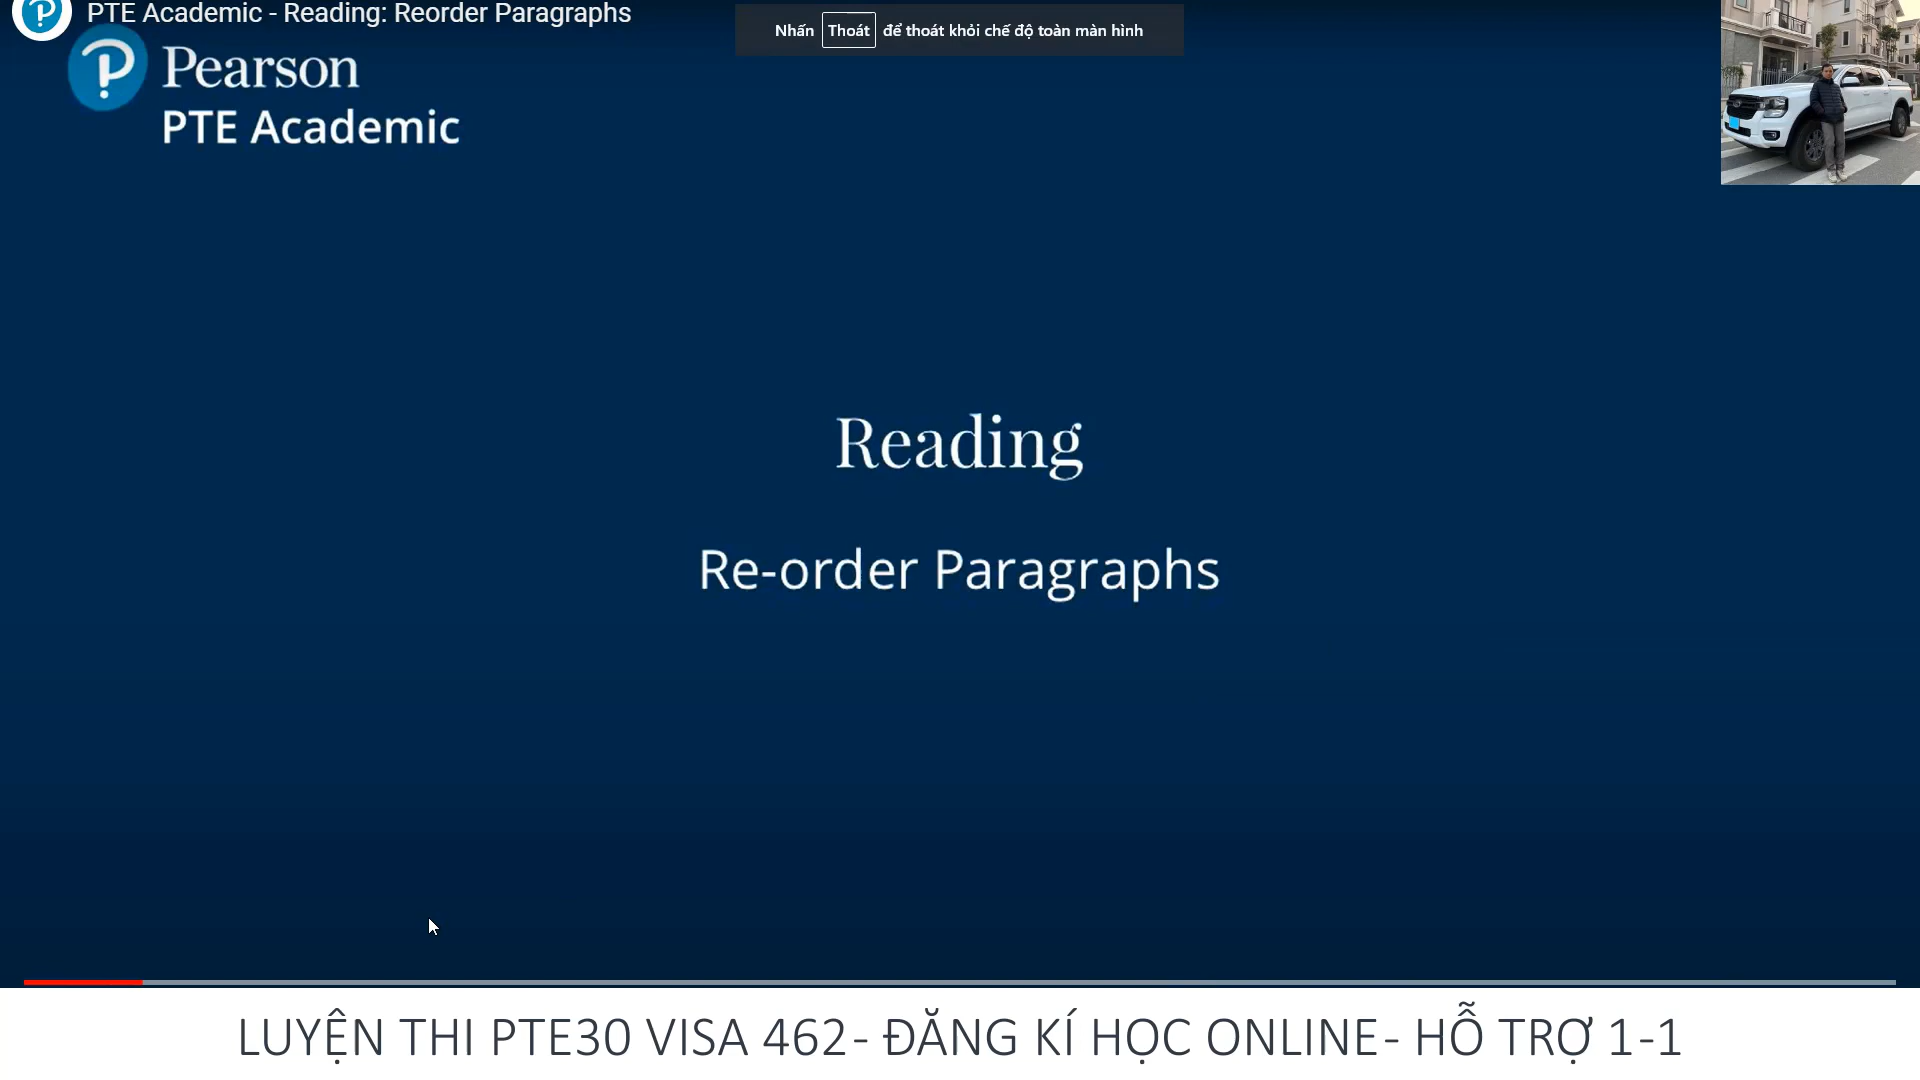 PTE Academic - Reading: Reorder Paragraphs
Nhấn Thoát để thoát khỏi chế độ toàn màn hình
Pearson
PTE Academic
Reading
Re-order Paragraphs
LUYỆN THI PTE30 VISA 462- ĐĂNG KÍ HỌC ONLINE- HỖ TRỢ 1-1